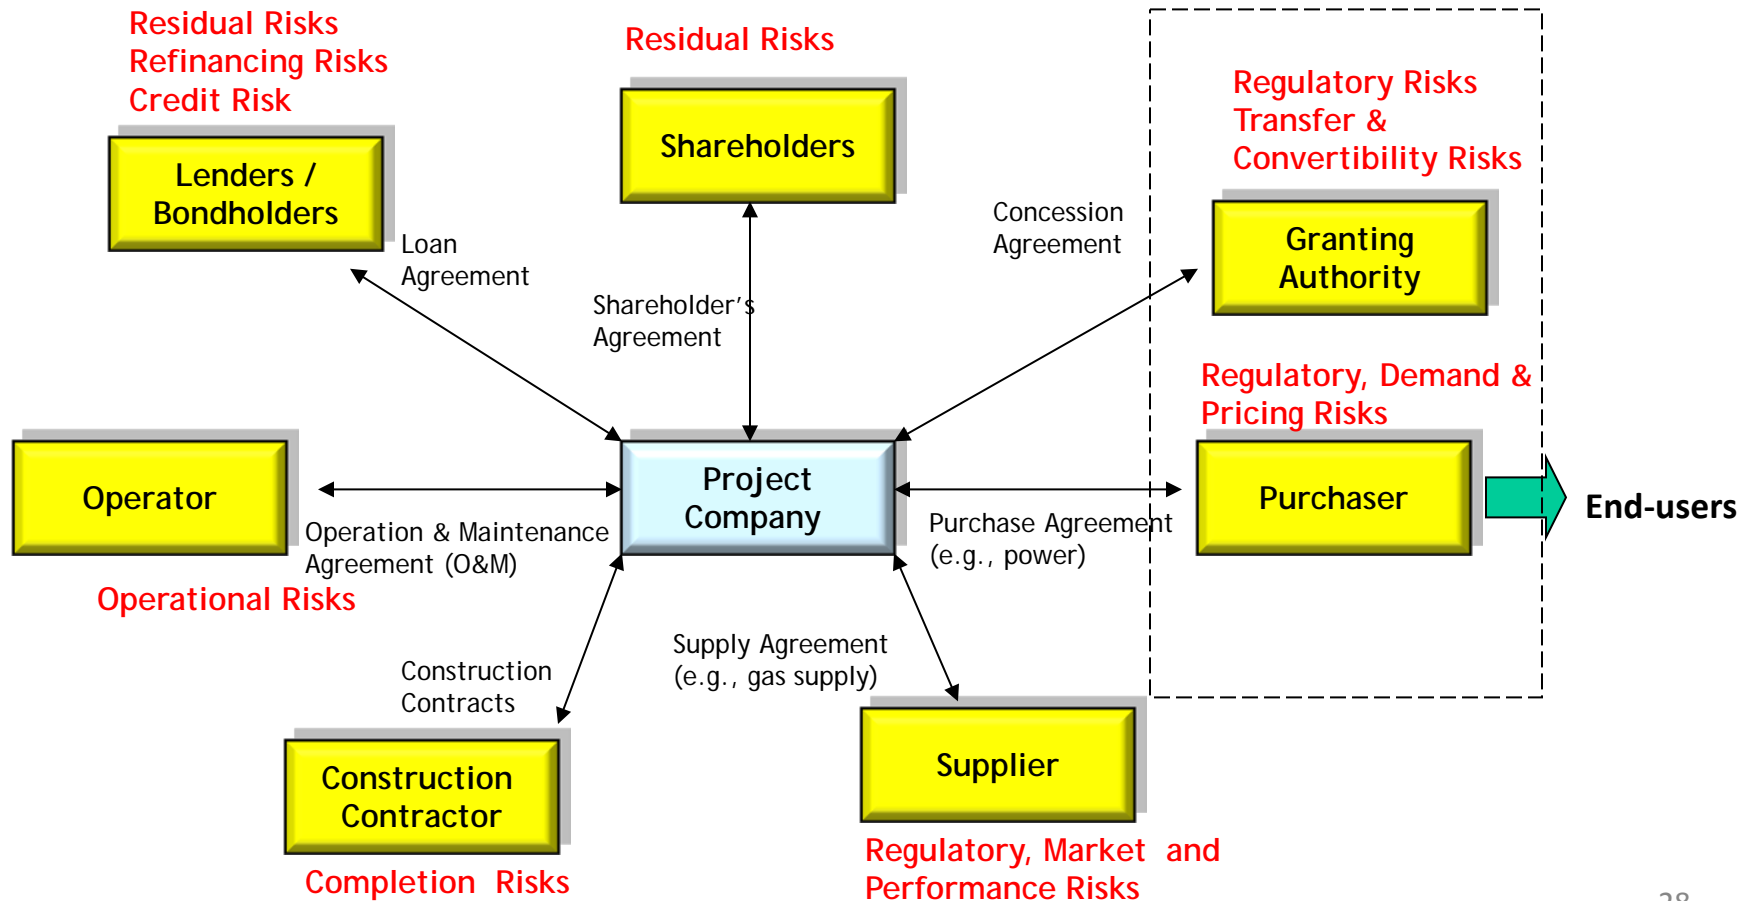 Residual Risks
Refinancing Risks
Credit Risk
Lenders /
Bondholders
Residual Risks
Shareholders
Regulatory Risks
Transfer &
Convertibility Risks
Granting
Authority
Loan
Agreement
Shareholder’s
Agreement
Concession
Agreement
Regulatory, Demand &
Pricing Risks
Operator
Operational Risks
Operation & Maintenance
Agreement (O&M)
Project
Company
Purchase Agreement
(e.g., power)
Purchaser
End-users
Construction
Contracts
Construction
Contractor
Completion Risks
Supply Agreement
(e.g., gas supply)
Supplier
Regulatory, Market and
Performance Risks
28